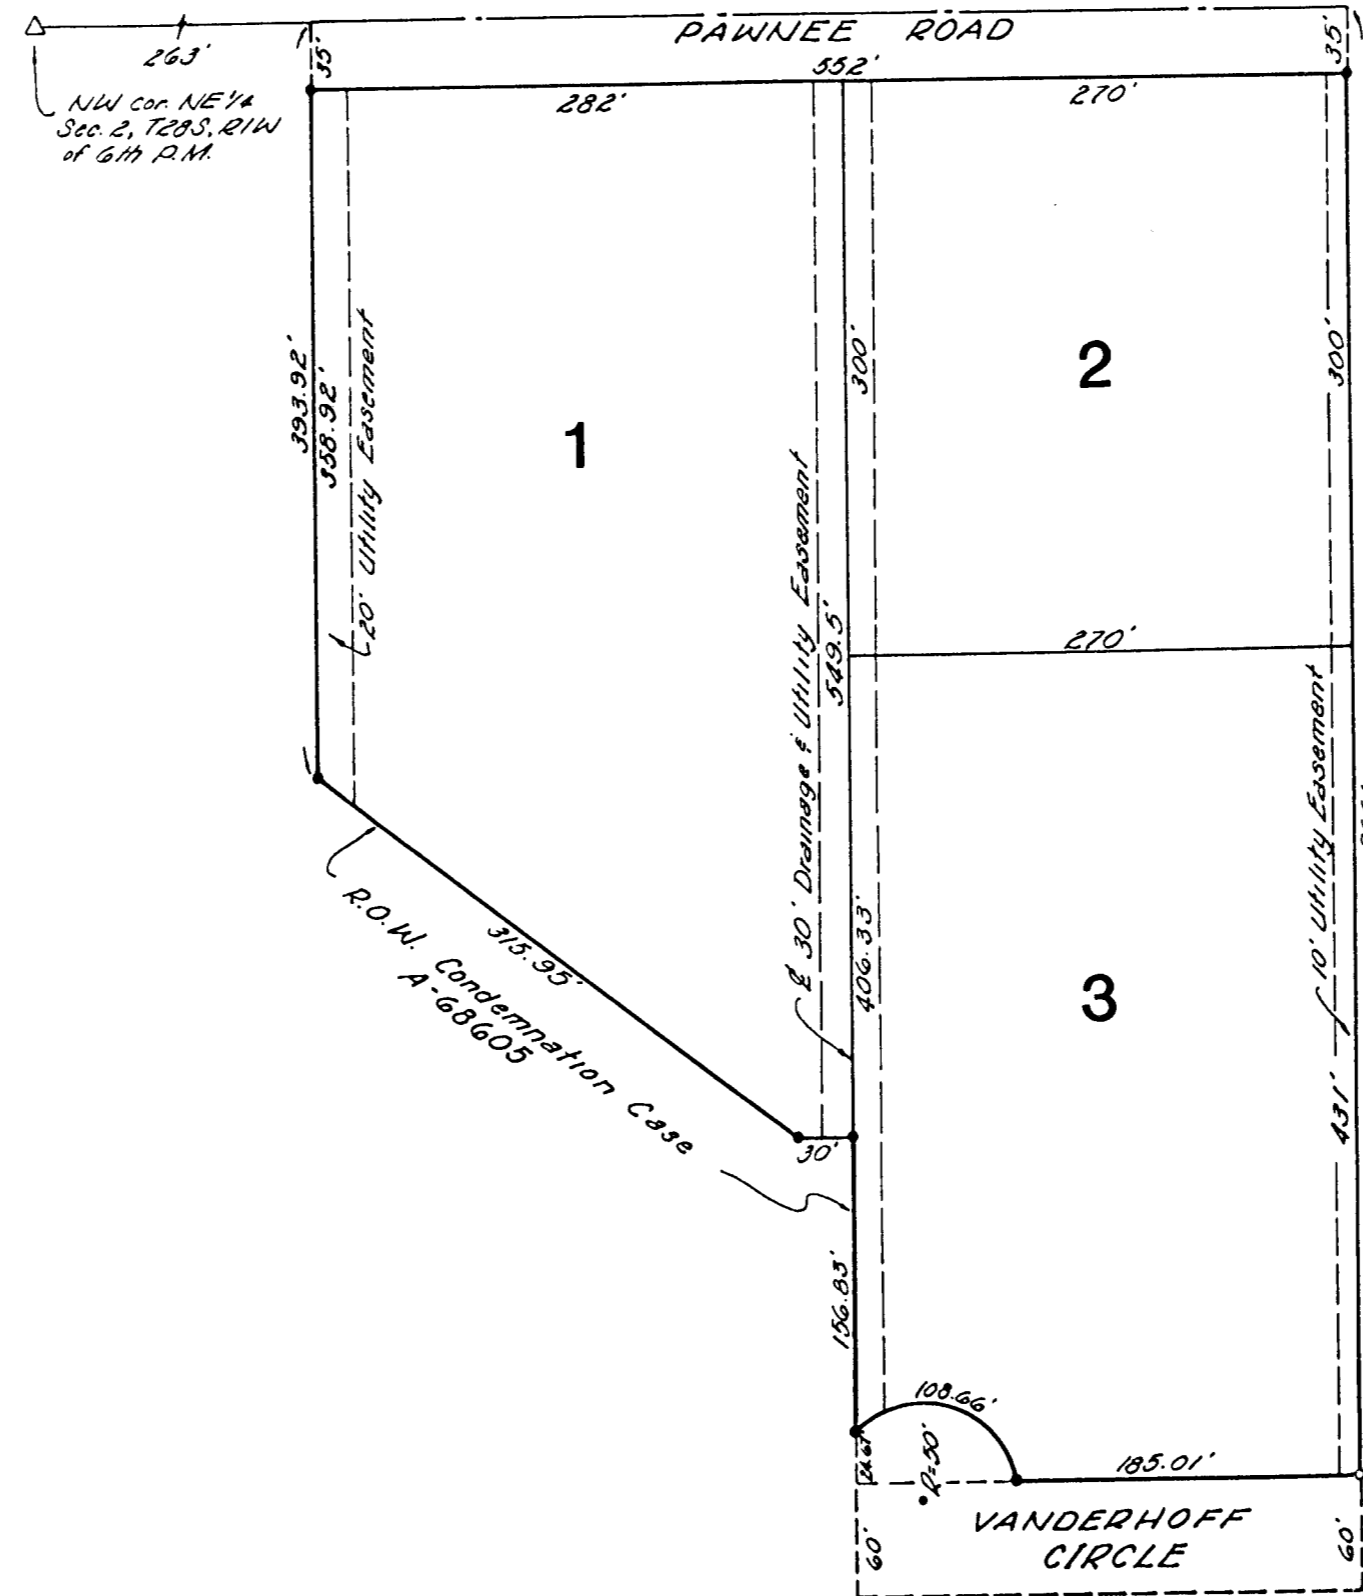 PAWNEE ROAD
263'
35'
35'
552'
282'
270'
NW cor. NE 1/4
Sec. 2, T28S, R1W
of 6th P.M.
393.92'
358.92'
20' Utility Easement
1
300'
2
300'
℄ 30' Drainage & Utility Easement
549.5'
270'
10' Utility Easement
406.33'
3
431'
315.95'
R.O.W. Condemnation Case
A-68605
30'
156.83'
108.66'
R=50'
185.01'
VANDERHOFF
CIRCLE
60'
60'